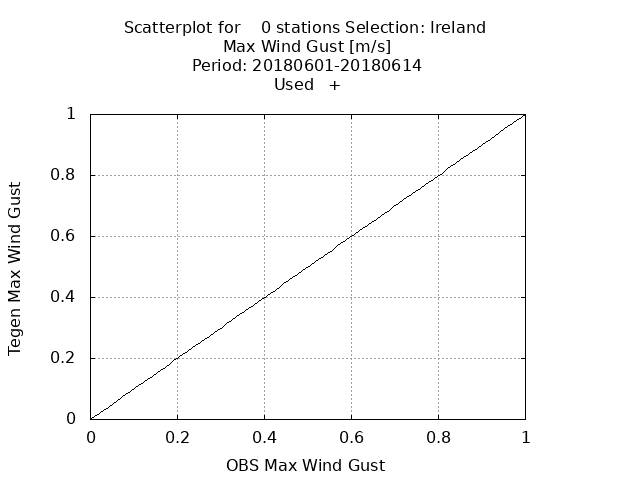 Scatterplot for    0 stations Selection: Ireland
Max Wind Gust [m/s]
Period: 20180601-20180614
Used   +
1
0.8
0.6
0.4
0.2
0
Tegen Max Wind Gust
0 0.2 0.4 0.6 0.8 1
OBS Max Wind Gust